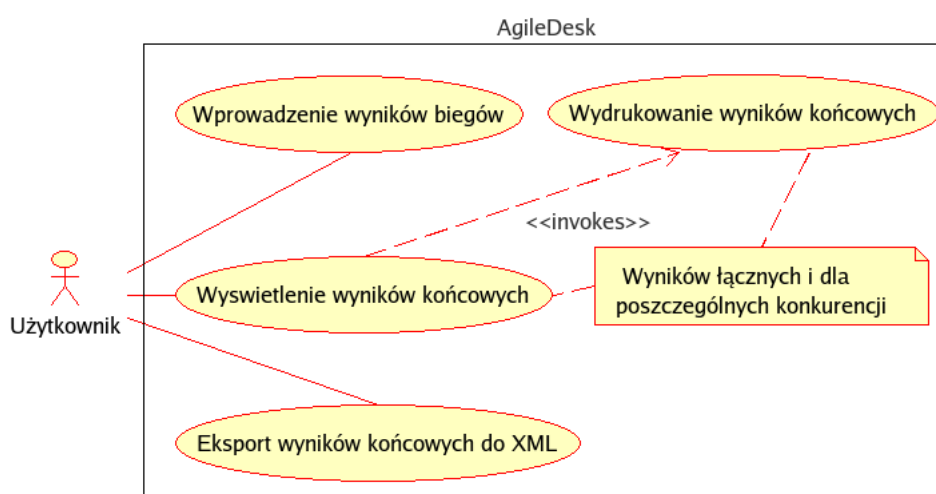 AgileDesk
Wprowadzenie wyników biegów
Wydrukowanie wyników końcowych
<<invokes>>
Wyswietlenie wyników końcowych
Wyników łącznych i dla
poszczególnych konkurencji
Użytkownik
Eksport wyników końcowych do XML